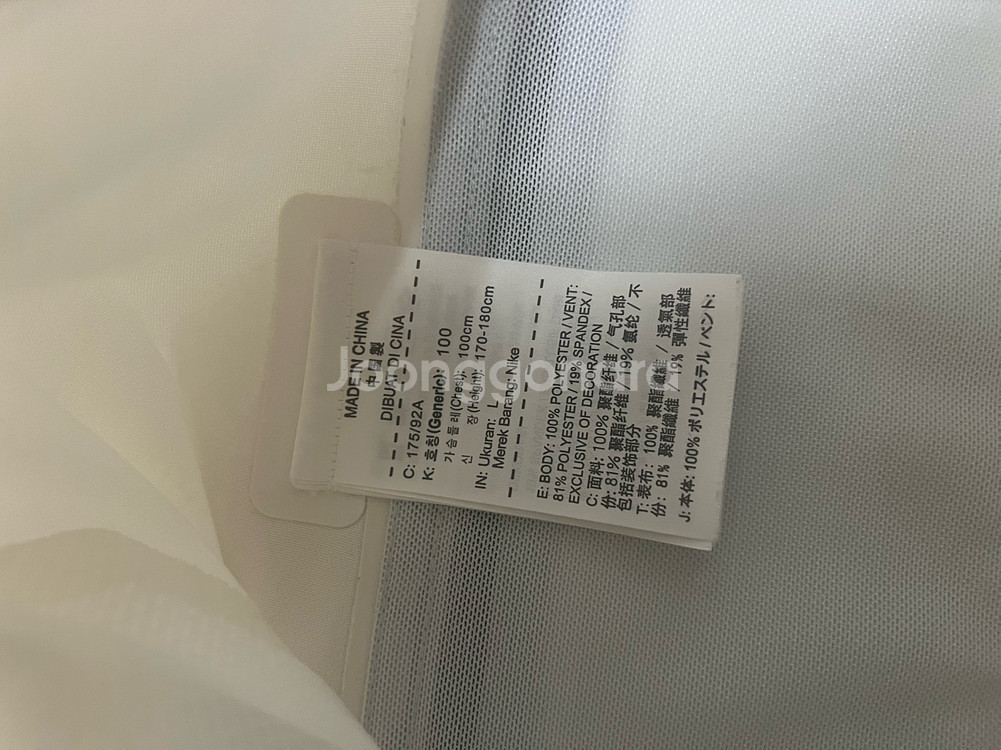 MADE IN CHINA
中國製
DIBUAT DI CINA
C: 175/92A
K: 호칭(Generic): 100
가슴둘레(Chest): 100cm
신 장(Height): 170-180cm
IN: Ukuran: L
Merek Barang: Nike
E: BODY: 100% POLYESTER / VENT:
81% POLYESTER / 19% SPANDEX /
EXCLUSIVE OF DECORATION
C: 面料: 100% 聚酯纤维 / 气孔部
份: 81% 聚酯纤维 / 19% 氨纶 / 不
包括装饰部分
T: 表布: 100% 聚酯纖維 / 透氣部
份: 81% 聚酯纖維 19% 彈性纖維
J: 本体: 100% ポリエステル / ベント:
Joonggonara